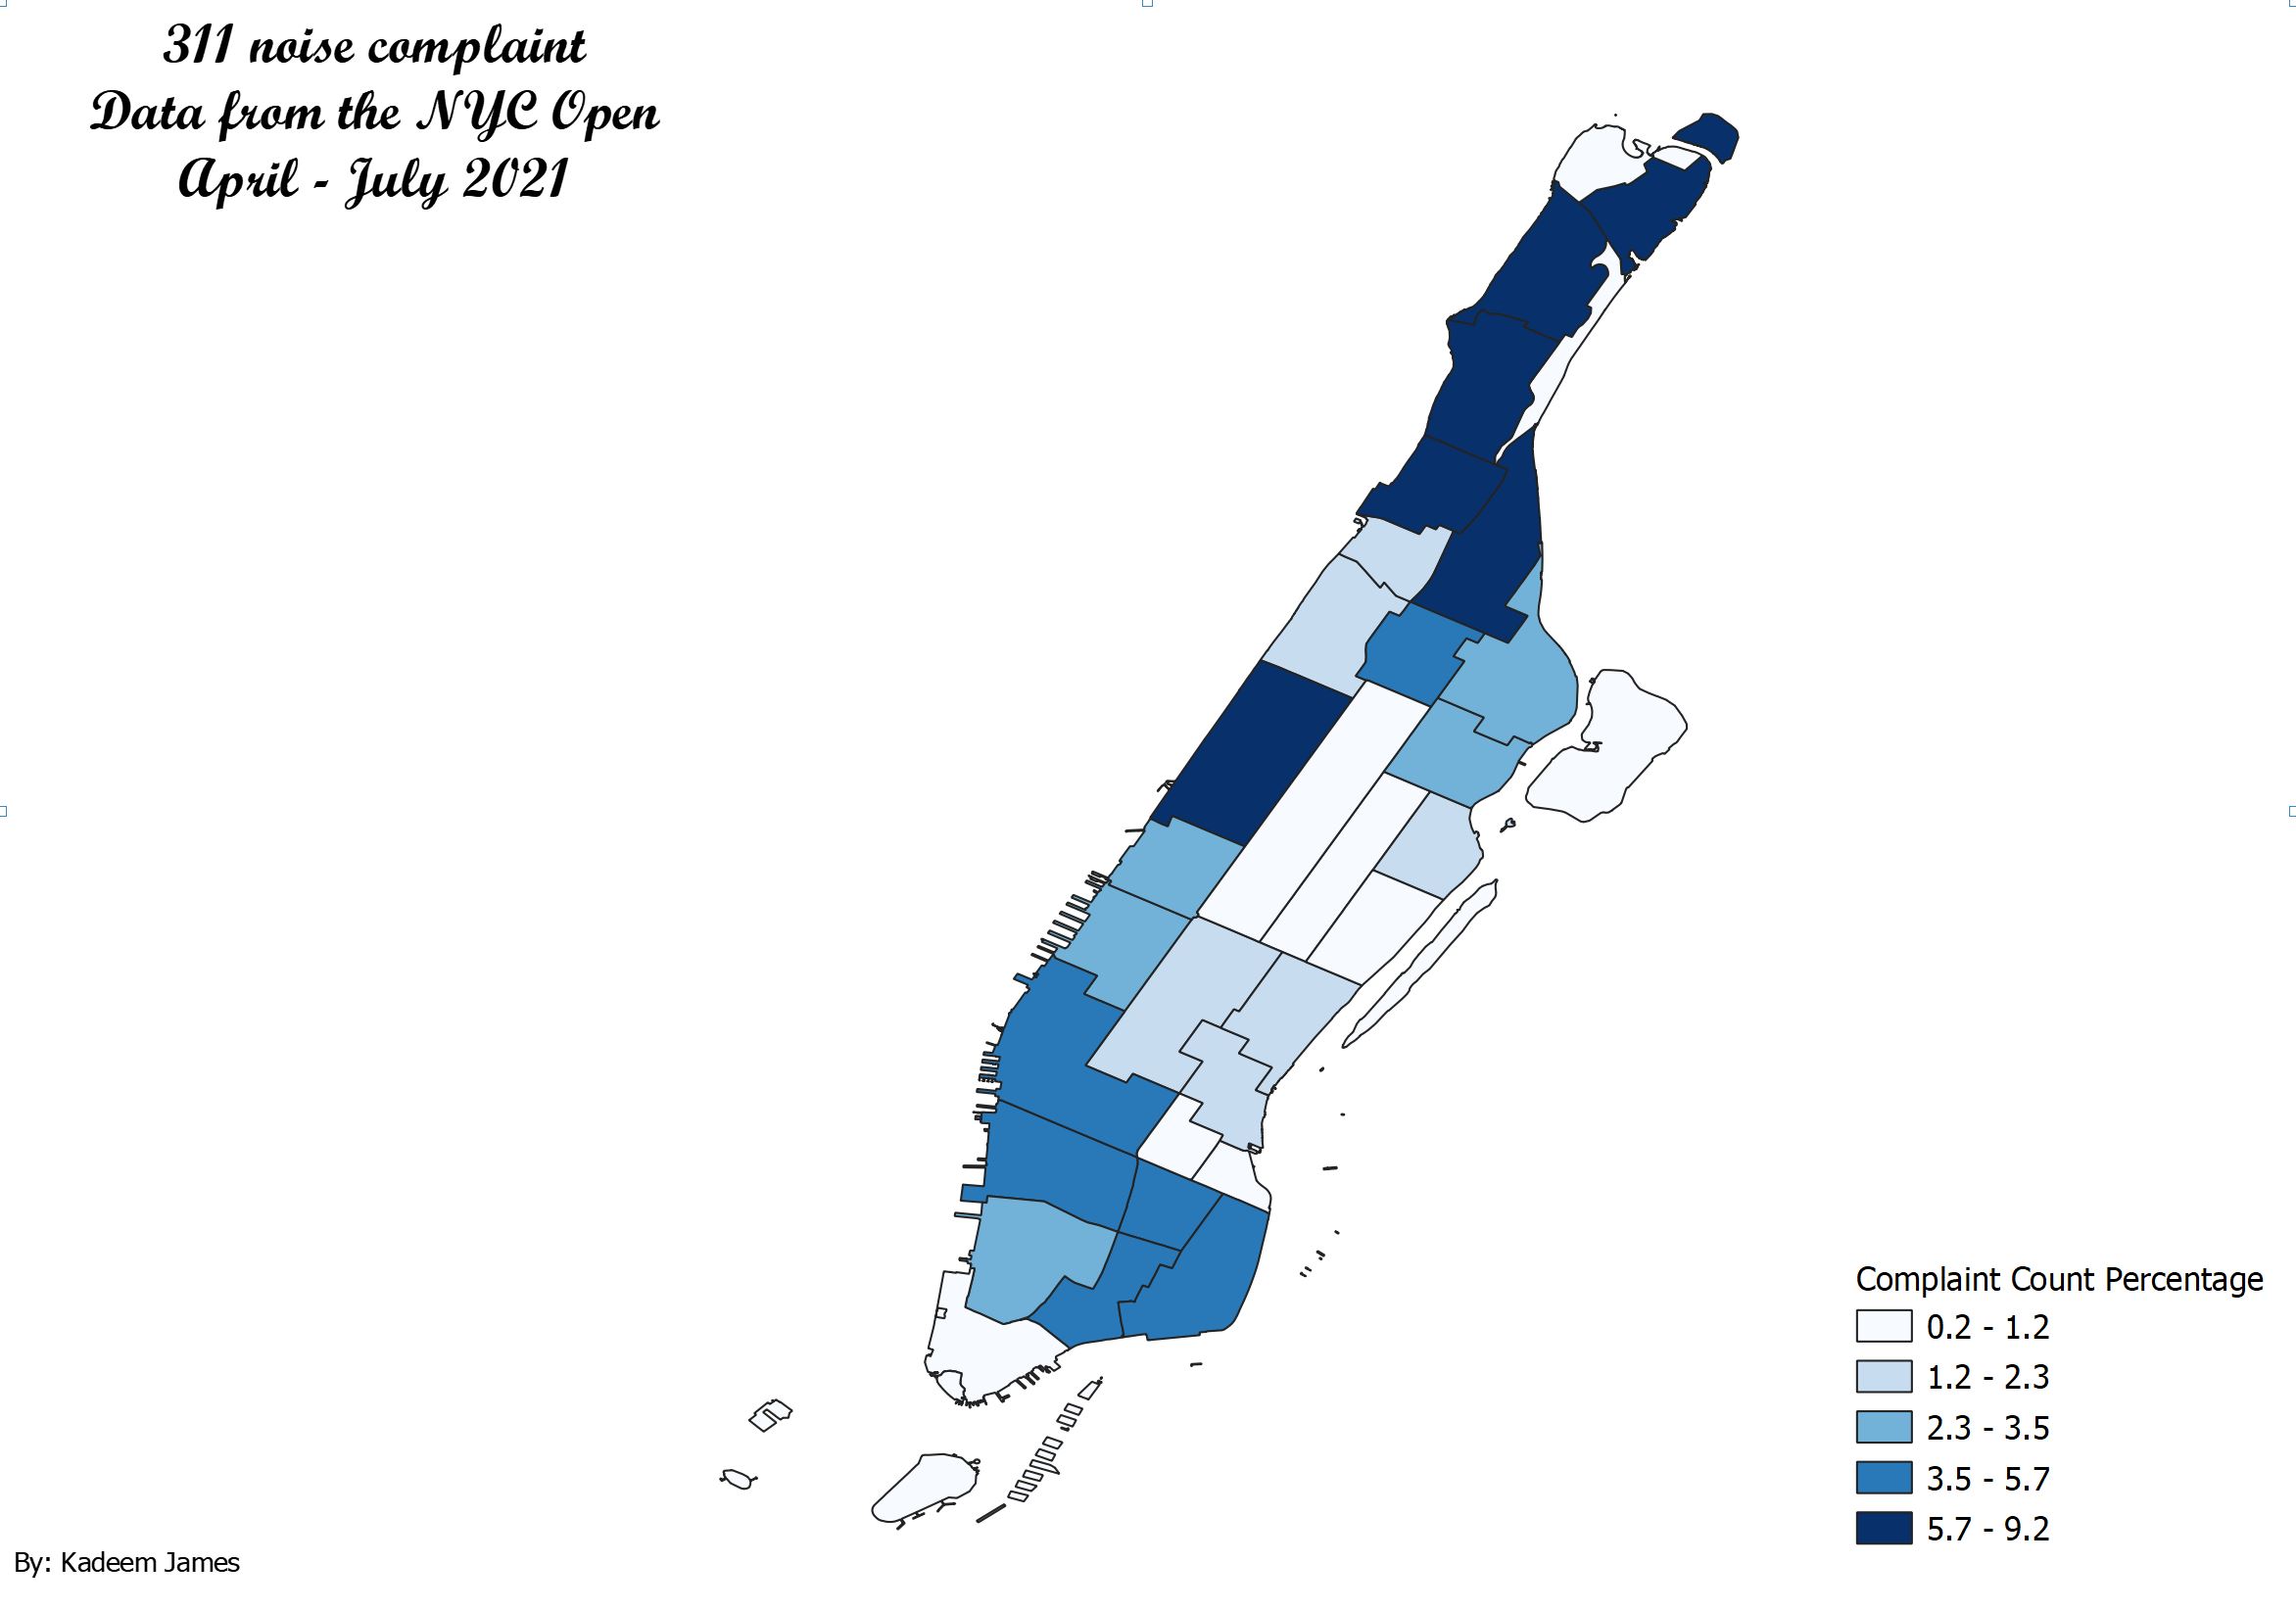 311 noise complaint
Data from the NYC Open
April - July 2021
Complaint Count Percentage
0.2 - 1.2
1.2 - 2.3
2.3 - 3.5
3.5 - 5.7
5.7 - 9.2
By: Kadeem James